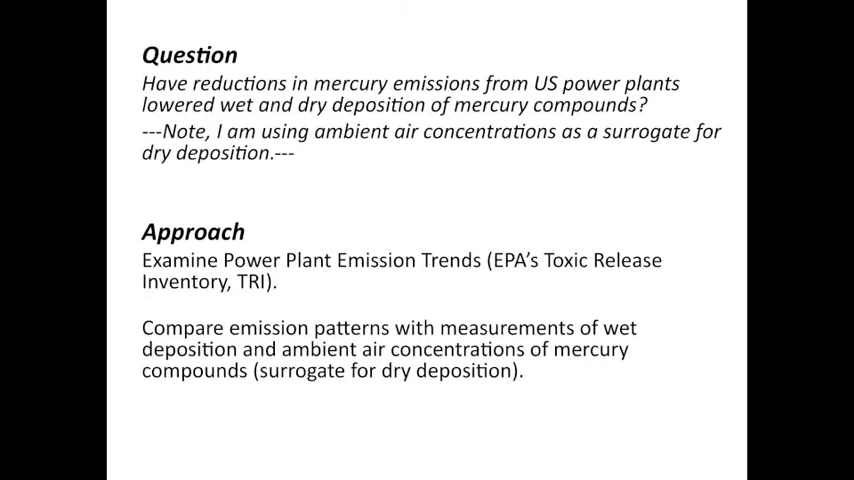 Question
Have reductions in mercury emissions from US power plants
lowered wet and dry deposition of mercury compounds?
---Note, I am using ambient air concentrations as a surrogate for
dry deposition.---
Approach
Examine Power Plant Emission Trends (EPA’s Toxic Release
Inventory, TRI).
Compare emission patterns with measurements of wet
deposition and ambient air concentrations of mercury
compounds (surrogate for dry deposition).